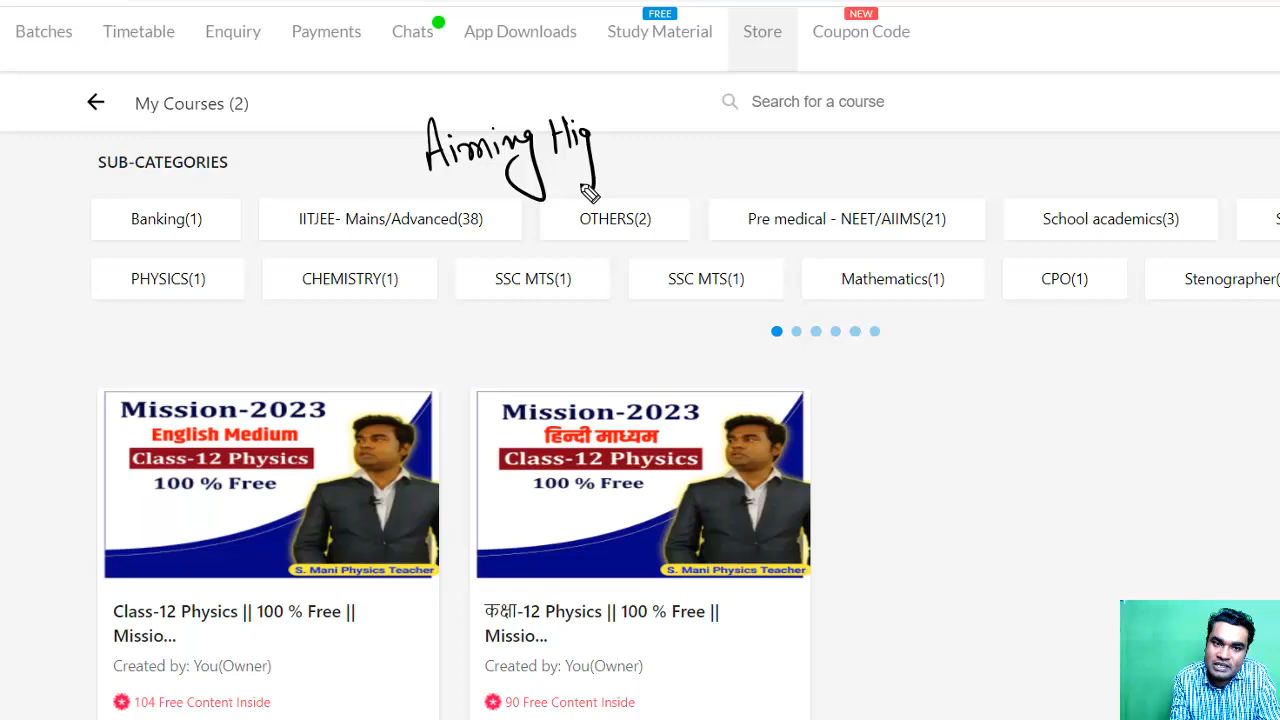 FREE NEW
Batches Timetable Enquiry Payments Chats App Downloads Study Material Store Coupon Code
My Courses (2) Search for a course
Aiming Hig
SUB-CATEGORIES
Banking(1) IITJEE- Mains/Advanced(38) OTHERS(2) Pre medical - NEET/AIIMS(21) School academics(3) S
PHYSICS(1) CHEMISTRY(1) SSC MTS(1) SSC MTS(1) Mathematics(1) CPO(1) Stenographer(
Mission-2023
English Medium
Class-12 Physics
100 % Free
S. Mani Physics Teacher
Mission-2023
हिन्दी माध्यम
Class-12 Physics
100 % Free
S. Mani Physics Teacher
Class-12 Physics || 100 % Free ||
Missio...
Created by: You(Owner)
104 Free Content Inside
कक्षा-12 Physics || 100 % Free ||
Missio...
Created by: You(Owner)
90 Free Content Inside